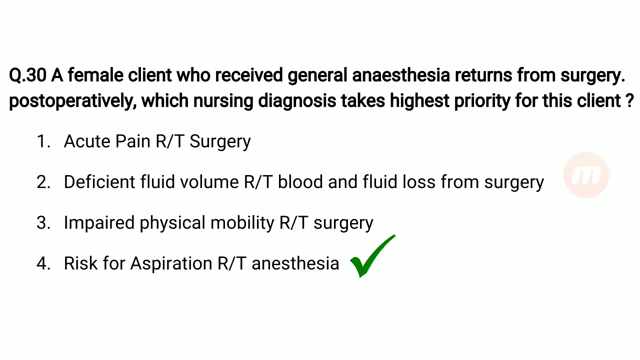 Q.30 A female client who received general anaesthesia returns from surgery.
postoperatively, which nursing diagnosis takes highest priority for this client ?
1. Acute Pain R/T Surgery
2. Deficient fluid volume R/T blood and fluid loss from surgery
3. Impaired physical mobility R/T surgery
4. Risk for Aspiration R/T anesthesia